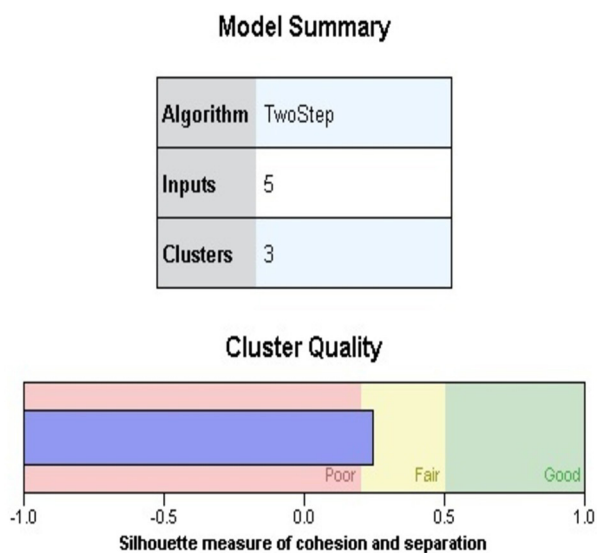 Model Summary
Algorithm TwoStep
Inputs 5
Clusters 3
Cluster Quality
Poor Fair Good
-1.0 -0.5 0.0 0.5 1.0
Silhouette measure of cohesion and separation